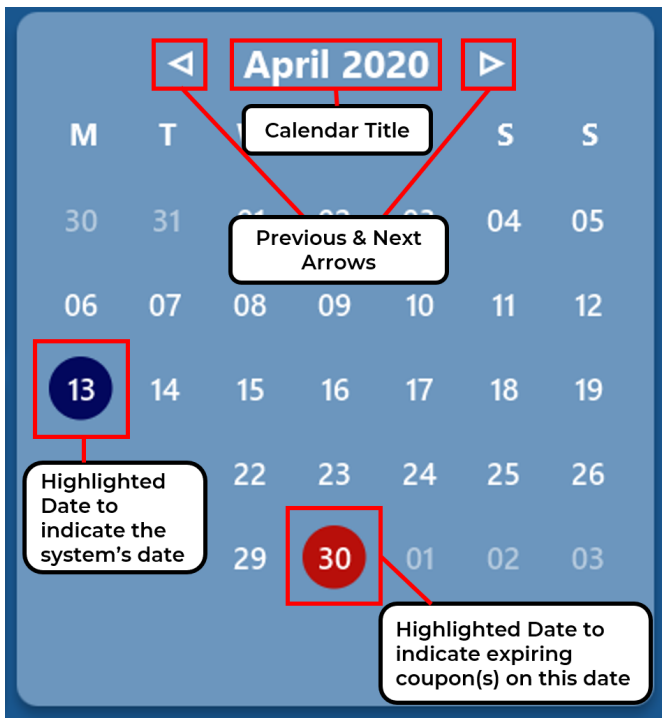 April 2020
Calendar Title
M T S S
30 31 04 05
Previous & Next
Arrows
06 07 08 09 10 11 12
13 14 15 16 17 18 19
Highlighted
Date to
indicate the
system's date
22 23 24 25 26
29 30 01 02 03
Highlighted Date to
indicate expiring
coupon(s) on this date